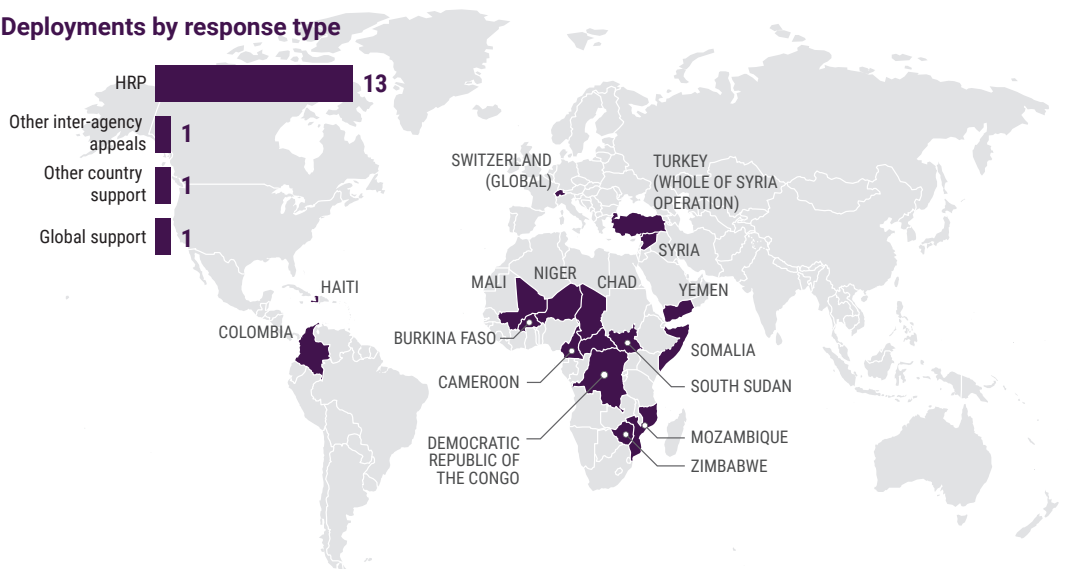 Deployments by response type
HRP
13
Other inter-agency
appeals
1
Other country
support
1
Global support
1
SWITZERLAND
(GLOBAL)
TURKEY
(WHOLE OF SYRIA
OPERATION)
SYRIA
HAITI
MALI
NIGER
CHAD
YEMEN
COLOMBIA
BURKINA FASO
SOMALIA
CAMEROON
SOUTH SUDAN
DEMOCRATIC
REPUBLIC OF
THE CONGO
MOZAMBIQUE
ZIMBABWE